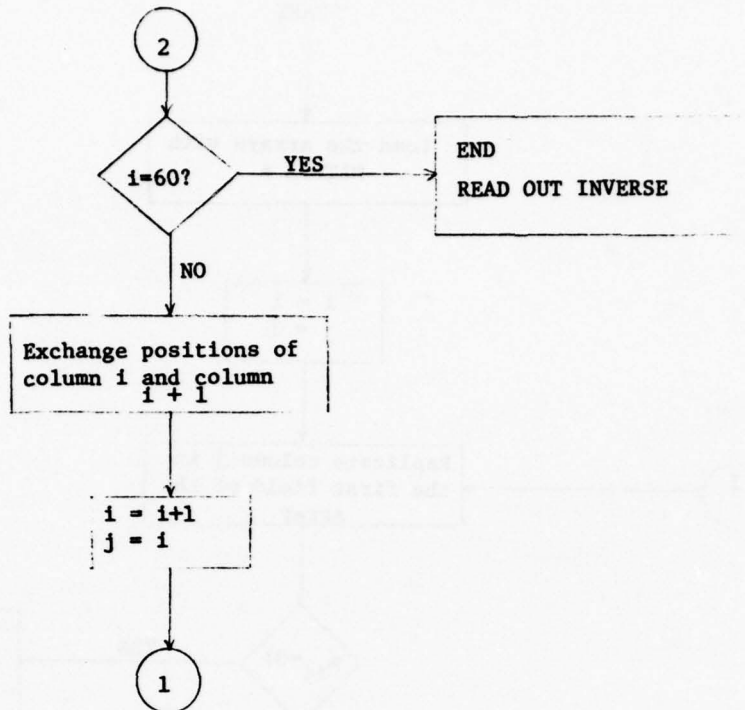 2
i=60?
YES
END
READ OUT INVERSE
NO
Exchange positions of
column i and column
i + 1
i = i+1
j = i
1